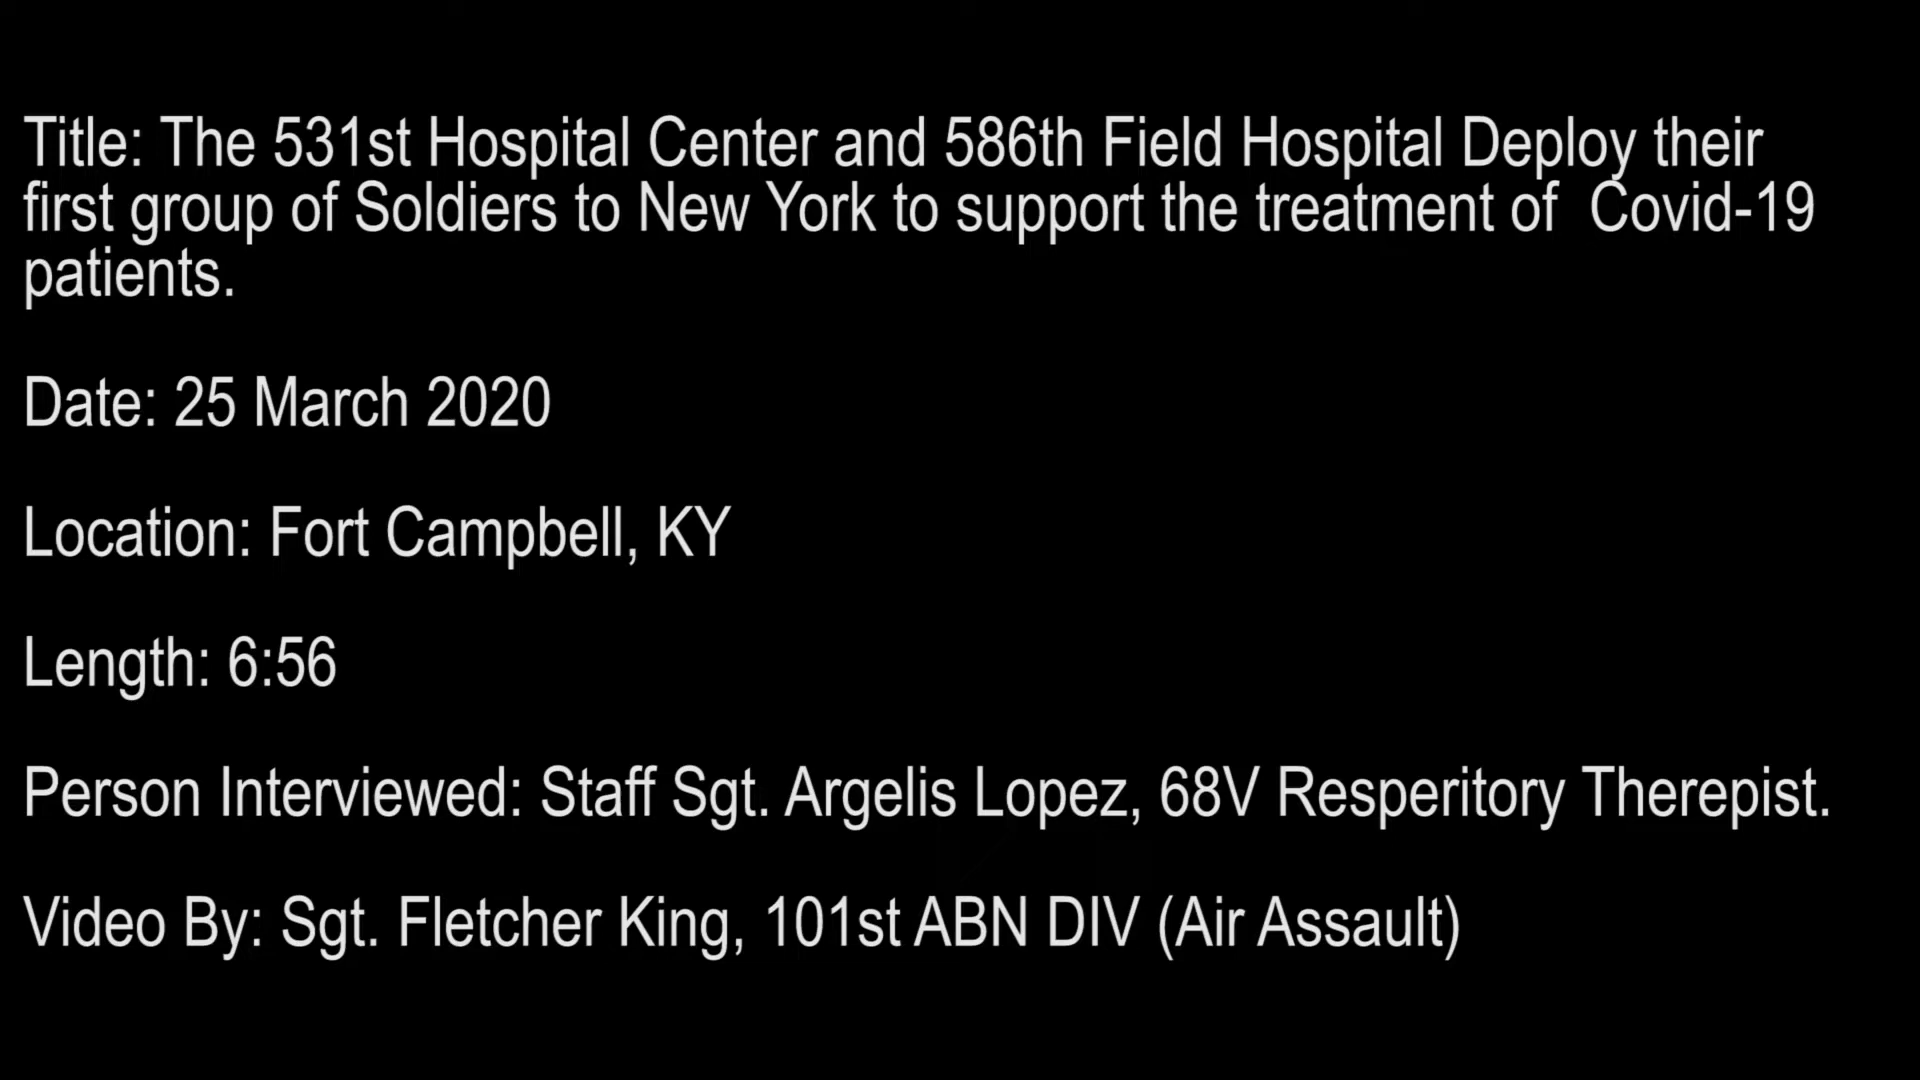 Title: The 531st Hospital Center and 586th Field Hospital Deploy their
first group of Soldiers to New York to support the treatment of  Covid-19
patients.
Date: 25 March 2020
Location: Fort Campbell, KY
Length: 6:56
Person Interviewed: Staff Sgt. Argelis Lopez, 68V Resperitory Therepist.
Video By: Sgt. Fletcher King, 101st ABN DIV (Air Assault)